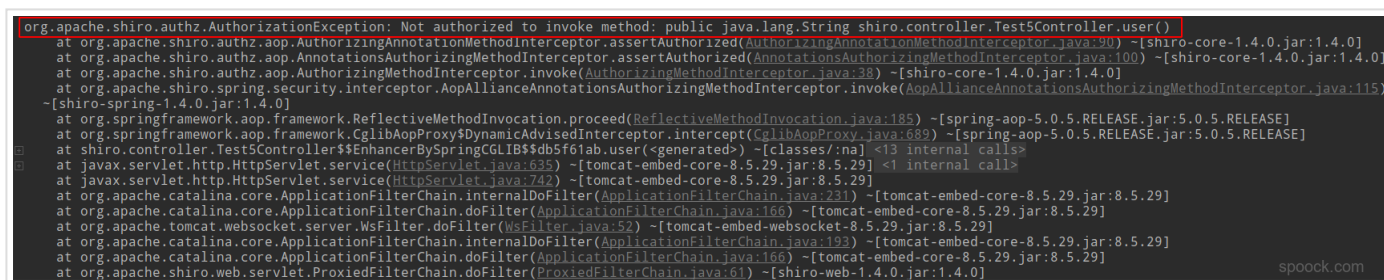 org.apache.shiro.authz.AuthorizationException: Not authorized to invoke method: public java.lang.String shiro.controller.Test5Controller.user()
at org.apache.shiro.authz.aop.AuthorizingAnnotationMethodInterceptor.assertAuthorized(AuthorizingAnnotationMethodInterceptor.java:90) ~[shiro-core-1.4.0.jar:1.4.0]
at org.apache.shiro.authz.aop.AnnotationsAuthorizingMethodInterceptor.assertAuthorized(AnnotationsAuthorizingMethodInterceptor.java:100) ~[shiro-core-1.4.0.jar:1.4.0]
at org.apache.shiro.authz.aop.AuthorizingMethodInterceptor.invoke(AuthorizingMethodInterceptor.java:38) ~[shiro-core-1.4.0.jar:1.4.0]
at org.apache.shiro.spring.security.interceptor.AopAllianceAnnotationsAuthorizingMethodInterceptor.invoke(AopAllianceAnnotationsAuthorizingMethodInterceptor.java:115)
~[shiro-spring-1.4.0.jar:1.4.0]
at org.springframework.aop.framework.ReflectiveMethodInvocation.proceed(ReflectiveMethodInvocation.java:185) ~[spring-aop-5.0.5.RELEASE.jar:5.0.5.RELEASE]
at org.springframework.aop.framework.CglibAopProxy$DynamicAdvisedInterceptor.intercept(CglibAopProxy.java:689) ~[spring-aop-5.0.5.RELEASE.jar:5.0.5.RELEASE]
at shiro.controller.Test5Controller$$EnhancerBySpringCGLIB$$db5f61ab.user(<generated>) ~[classes/:na] <13 internal calls>
at javax.servlet.http.HttpServlet.service(HttpServlet.java:635) ~[tomcat-embed-core-8.5.29.jar:8.5.29] <1 internal call>
at javax.servlet.http.HttpServlet.service(HttpServlet.java:742) ~[tomcat-embed-core-8.5.29.jar:8.5.29]
at org.apache.catalina.core.ApplicationFilterChain.internalDoFilter(ApplicationFilterChain.java:231) ~[tomcat-embed-core-8.5.29.jar:8.5.29]
at org.apache.catalina.core.ApplicationFilterChain.doFilter(ApplicationFilterChain.java:166) ~[tomcat-embed-core-8.5.29.jar:8.5.29]
at org.apache.tomcat.websocket.server.WsFilter.doFilter(WsFilter.java:52) ~[tomcat-embed-websocket-8.5.29.jar:8.5.29]
at org.apache.catalina.core.ApplicationFilterChain.internalDoFilter(ApplicationFilterChain.java:193) ~[tomcat-embed-core-8.5.29.jar:8.5.29]
at org.apache.catalina.core.ApplicationFilterChain.doFilter(ApplicationFilterChain.java:166) ~[tomcat-embed-core-8.5.29.jar:8.5.29]
at org.apache.shiro.web.servlet.ProxiedFilterChain.doFilter(ProxiedFilterChain.java:61) ~[shiro-web-1.4.0.jar:1.4.0]
spoock.com